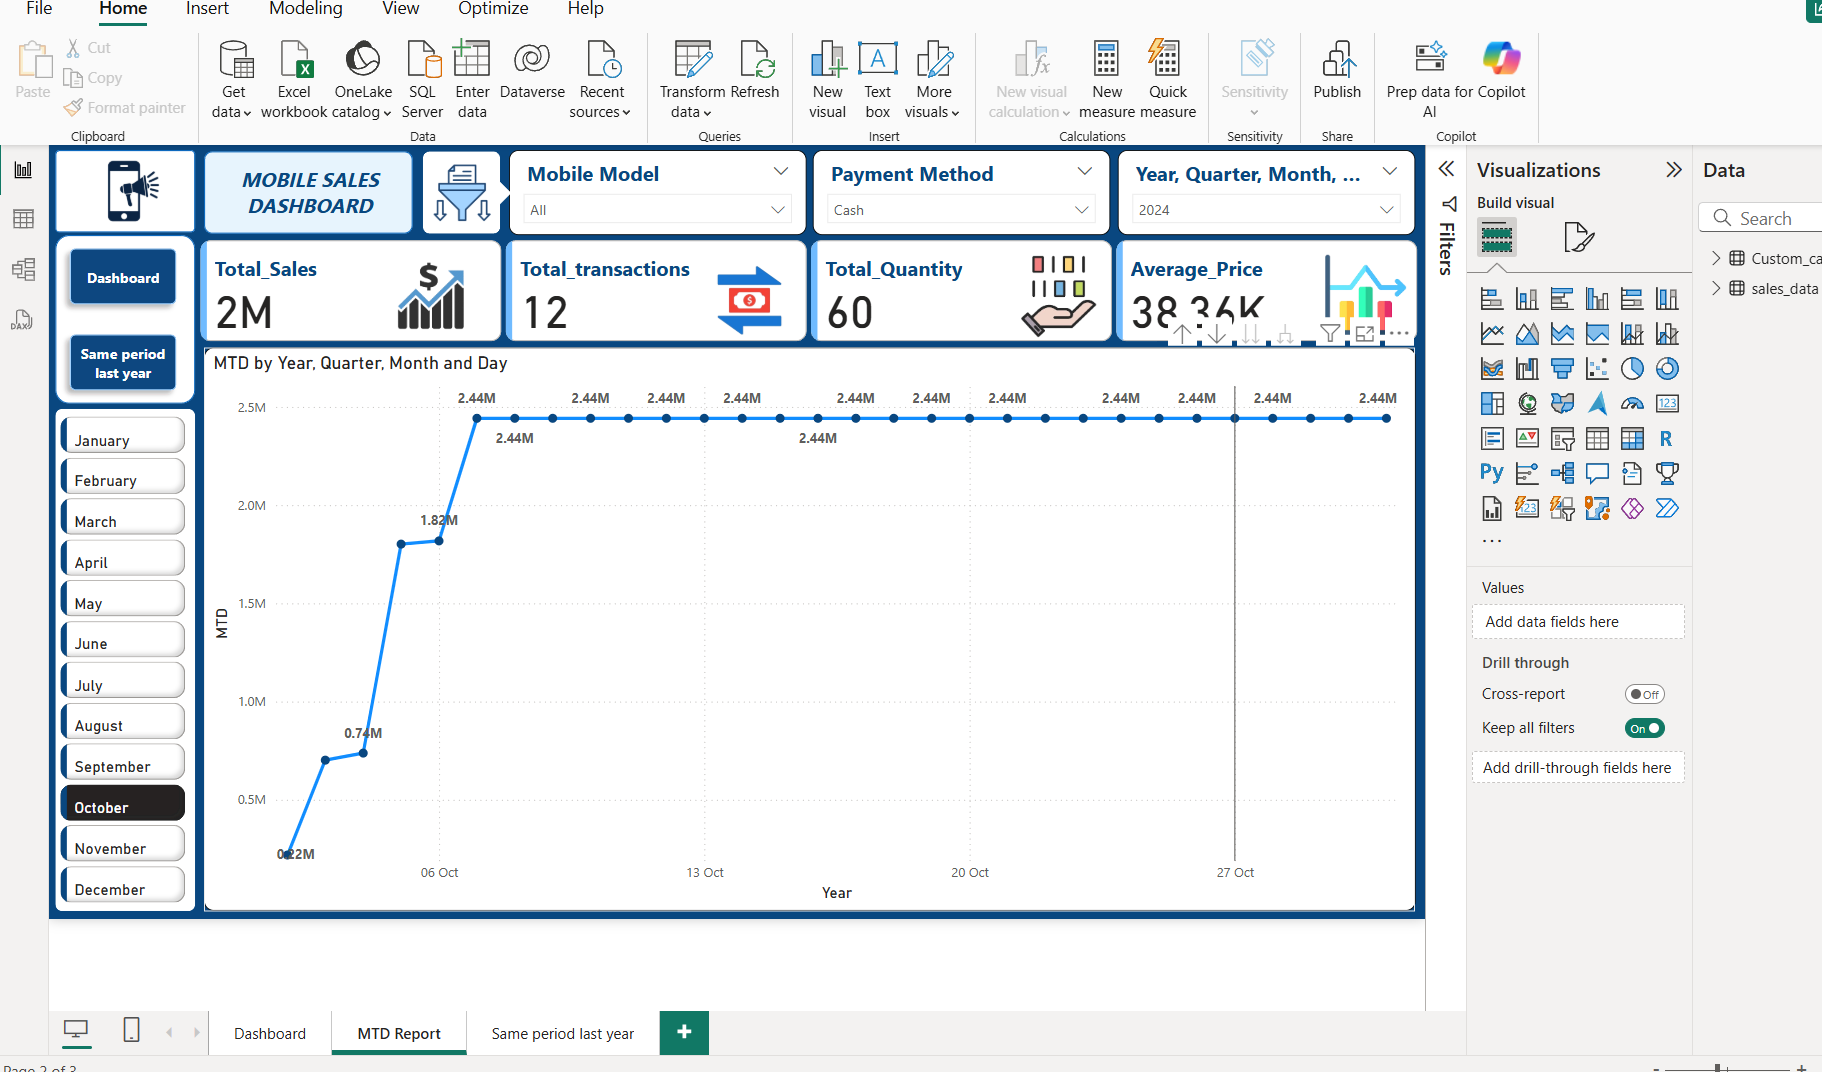 File Home Insert Modeling View Optimize Help
Paste
Cut
Copy
Format painter
Clipboard
Get data
Excel workbook
OneLake catalog
SQL Server
Enter data
Dataverse
Recent sources
Data
Transform data
Refresh
Queries
New visual
Text box
More visuals
Insert
New visual calculation
New measure
Quick measure
Calculations
Sensitivity
Sensitivity
Publish
Share
Prep data for AI
Copilot
Copilot
MOBILE SALES
DASHBOARD
Mobile Model
All
Payment Method
Cash
Year, Quarter, Month, ...
2024
Dashboard
Same period
last year
Total_Sales
2M
Total_transactions
12
Total_Quantity
60
Average_Price
38.36K
January
February
March
April
May
June
July
August
September
October
November
December
MTD by Year, Quarter, Month and Day
2.5M
2.0M
1.5M
1.0M
0.5M
MTD
2.44M 2.44M 2.44M 2.44M 2.44M 2.44M 2.44M 2.44M 2.44M 2.44M 2.44M
2.44M 2.44M
1.82M
0.74M
0.22M
06 Oct 13 Oct 20 Oct 27 Oct
Year
Filters
Visualizations
Build visual
123
R
Py
123
...
Values
Add data fields here
Drill through
Cross-report
Off
Keep all filters
On
Add drill-through fields here
Data
Search
Custom_ca
sales_data
DAX
Dashboard MTD Report Same period last year +
Page 2 of 3